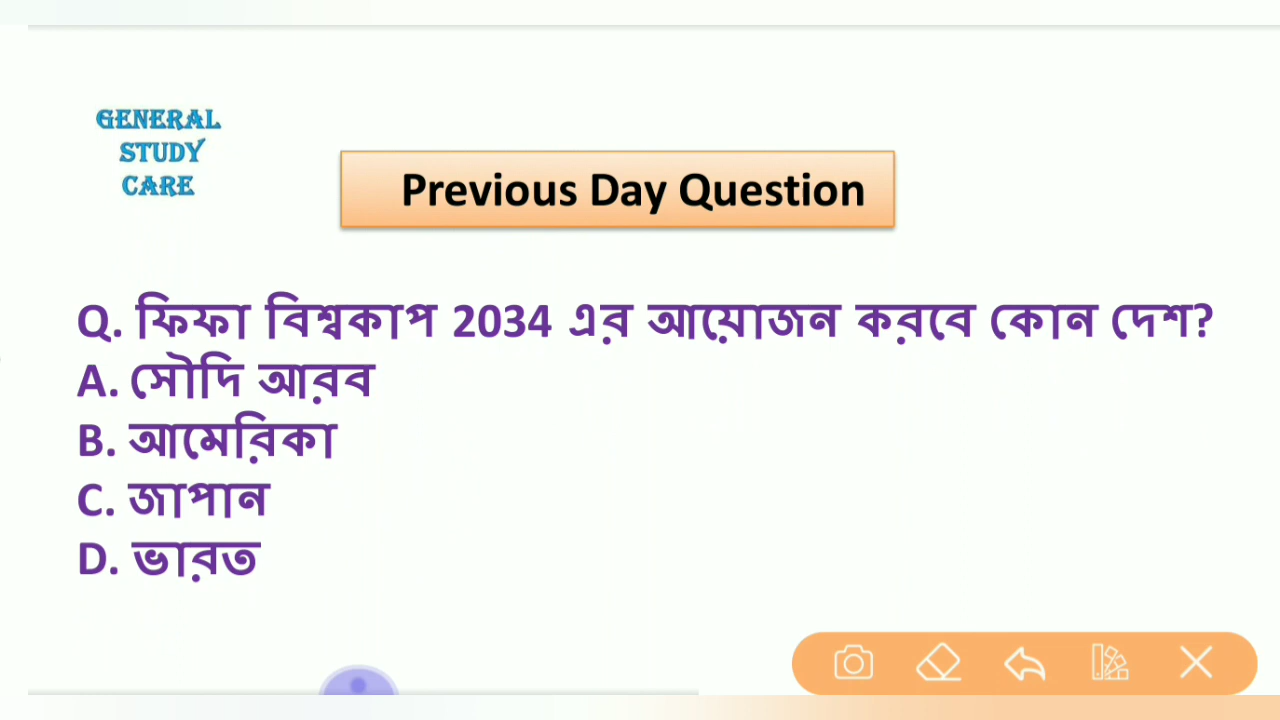 GENERAL
STUDY
CARE
Previous Day Question
Q. ফিফা বিশ্বকাপ 2034 এর আয়োজন করবে কোন দেশ?
A. সৌদি আরব
B. আমেরিকা
C. জাপান
D. ভারত